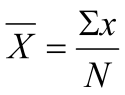 X̅ = Σx / N